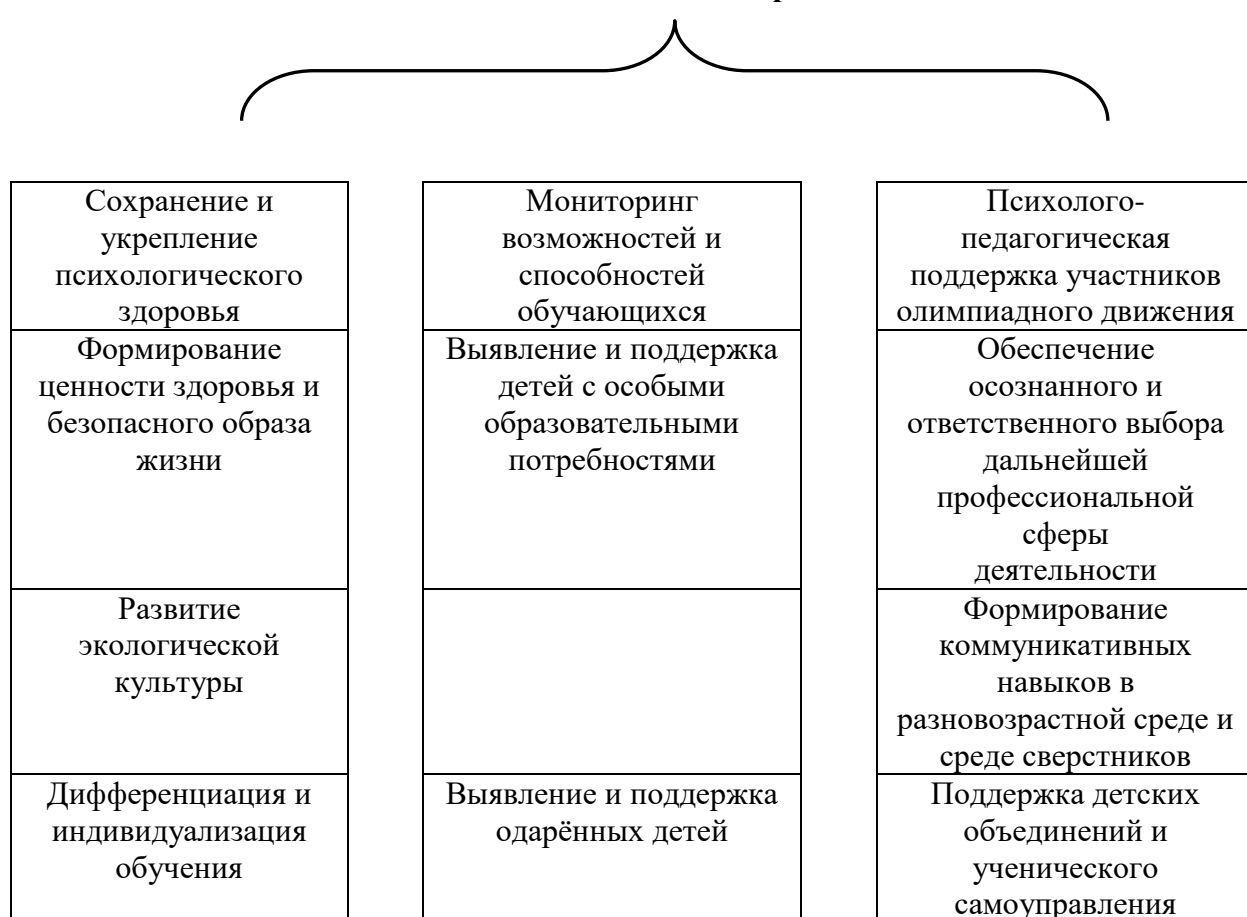 Сохранение и
укрепление
психологического
здоровья
Мониторинг
возможностей и
способностей
обучающихся
Психолого-
педагогическая
поддержка участников
олимпиадного движения
Формирование
ценности здоровья и
безопасного образа
жизни
Выявление и поддержка
детей с особыми
образовательными
потребностями
Обеспечение
осознанного и
ответственного выбора
дальнейшей
профессиональной
сферы
деятельности
Развитие
экологической
культуры
Формирование
коммуникативных
навыков в
разновозрастной среде и
среде сверстников
Дифференциация и
индивидуализация
обучения
Выявление и поддержка
одарённых детей
Поддержка детских
объединений и
ученического
самоуправления